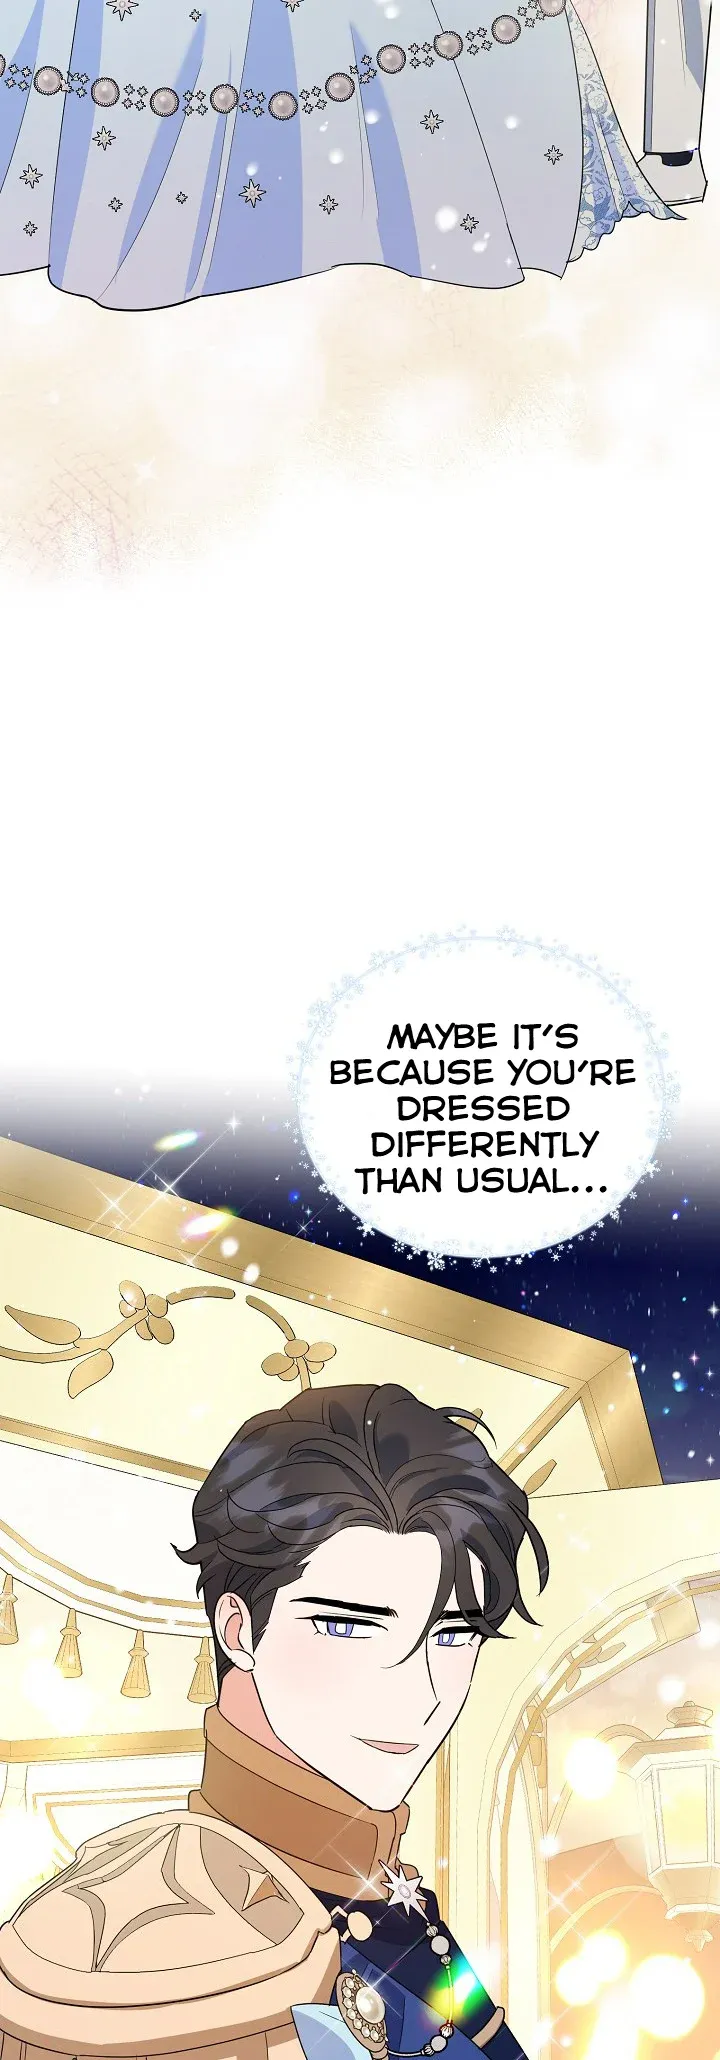 MAYBE IT'S
BECAUSE YOU'RE
DRESSED
DIFFERENTLY
THAN USUAL...